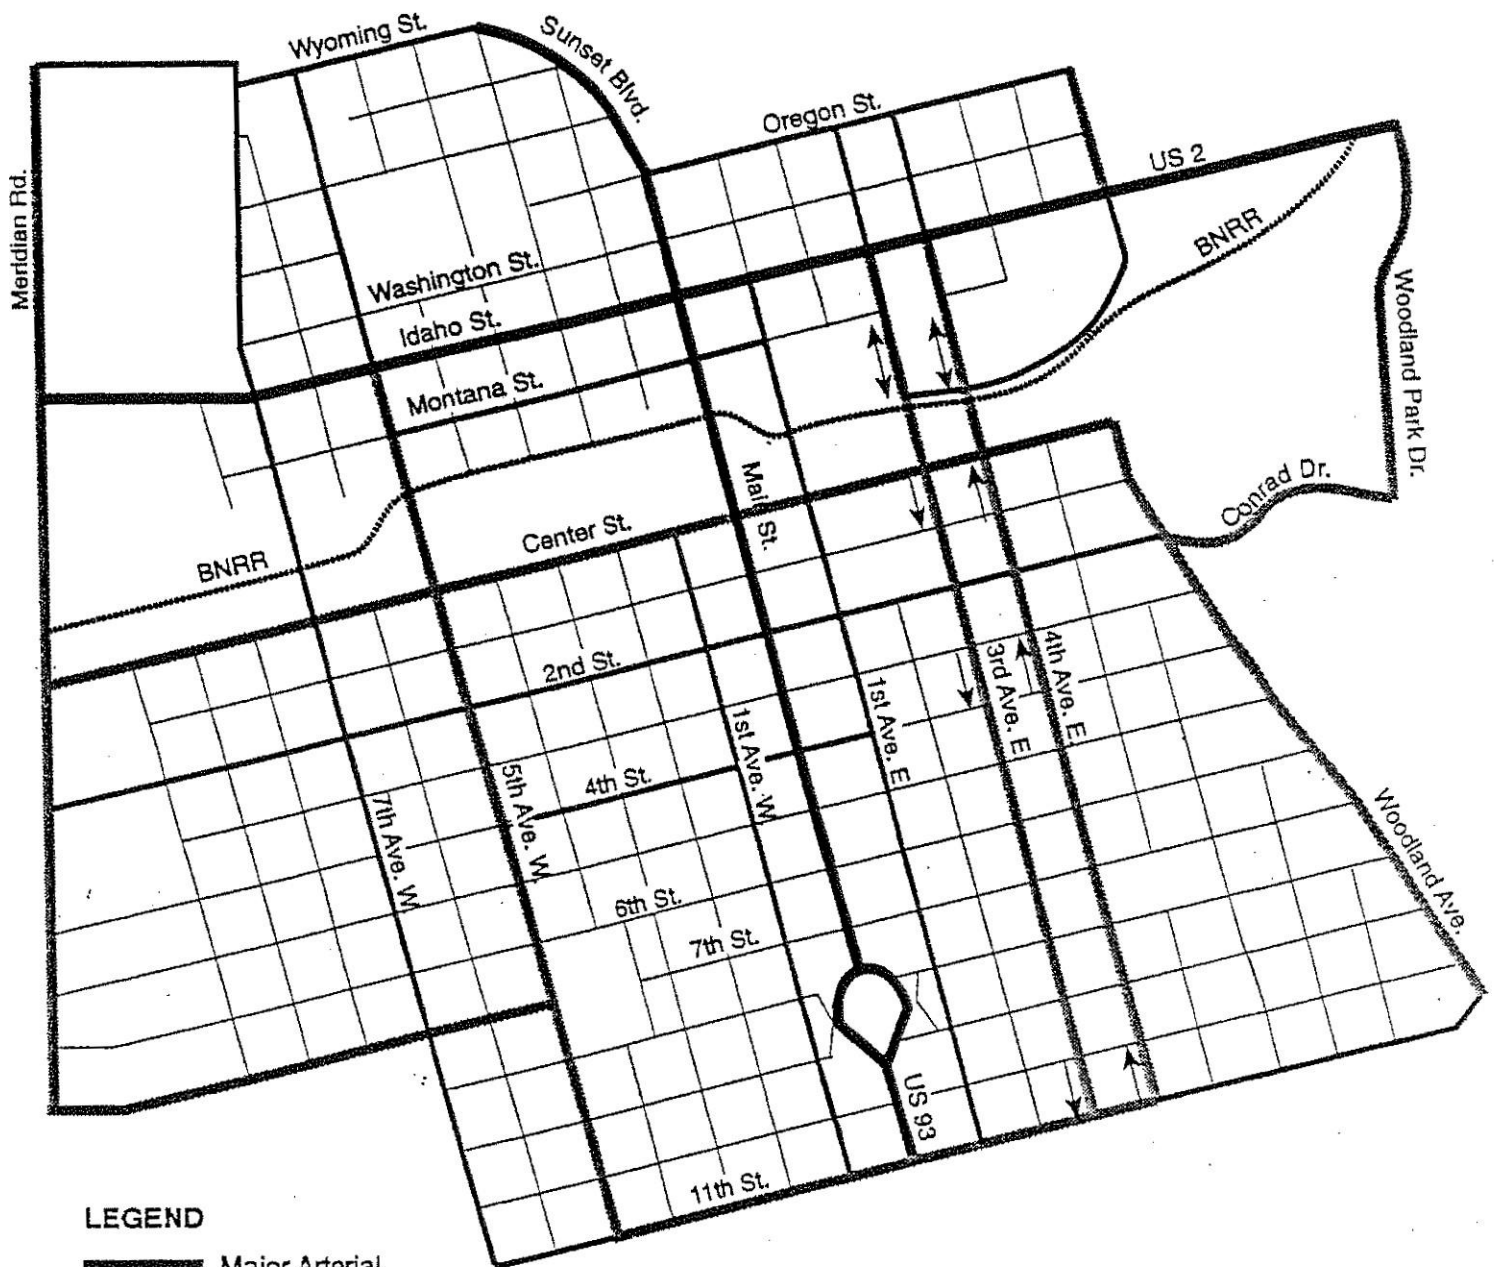 Wyoming St.
Sunset Blvd.
Oregon St.
US 2
Meridian Rd.
BNRR
Washington St.
Idaho St.
Montana St.
Woodland Park Dr.
Conrad Dr.
Main St.
Center St.
BNRR
2nd St.
4th St.
1st Ave. W
1st Ave. E
3rd Ave. E
4th Ave. E.
5th Ave. W.
7th Ave. W
6th St.
7th St.
Woodland Ave.
US 93
11th St.
LEGEND
Major Arterial